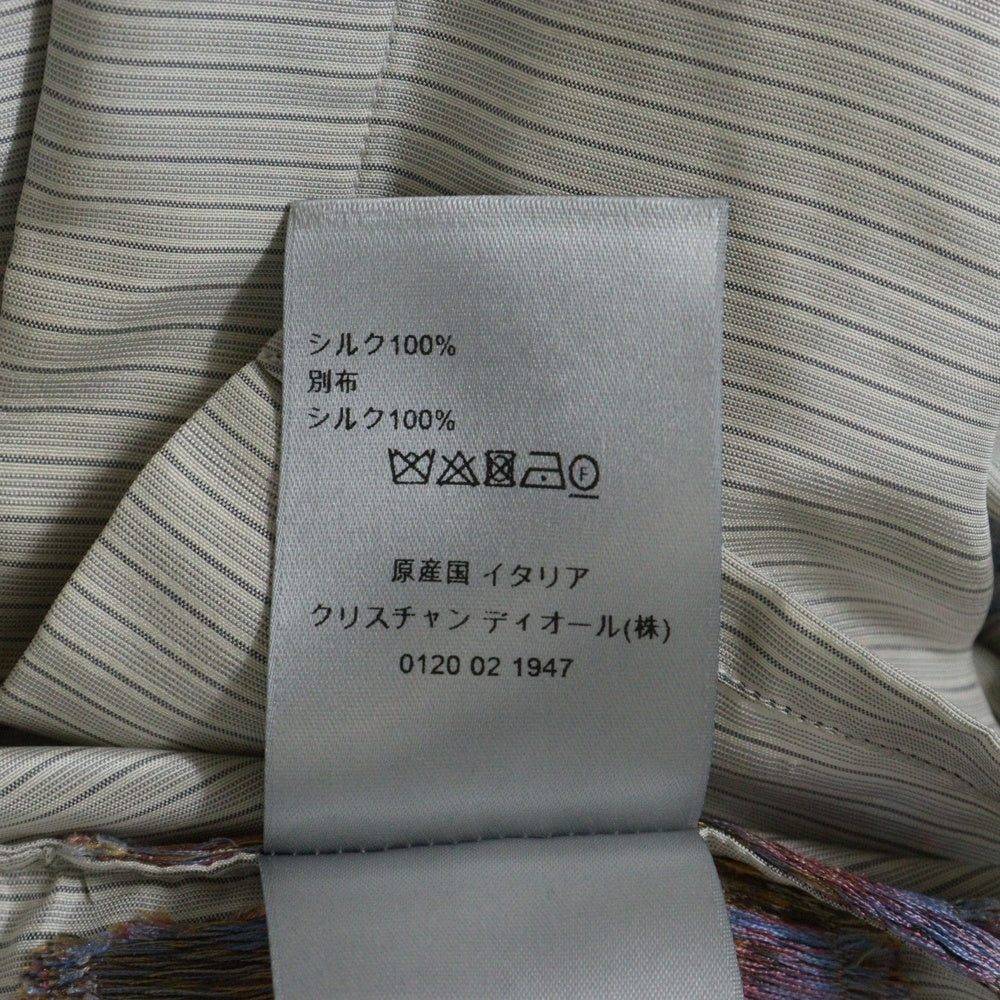 シルク100%
別布
シルク100%
F
原産国 イタリア
クリスチャン ディオール(株)
0120 02 1947